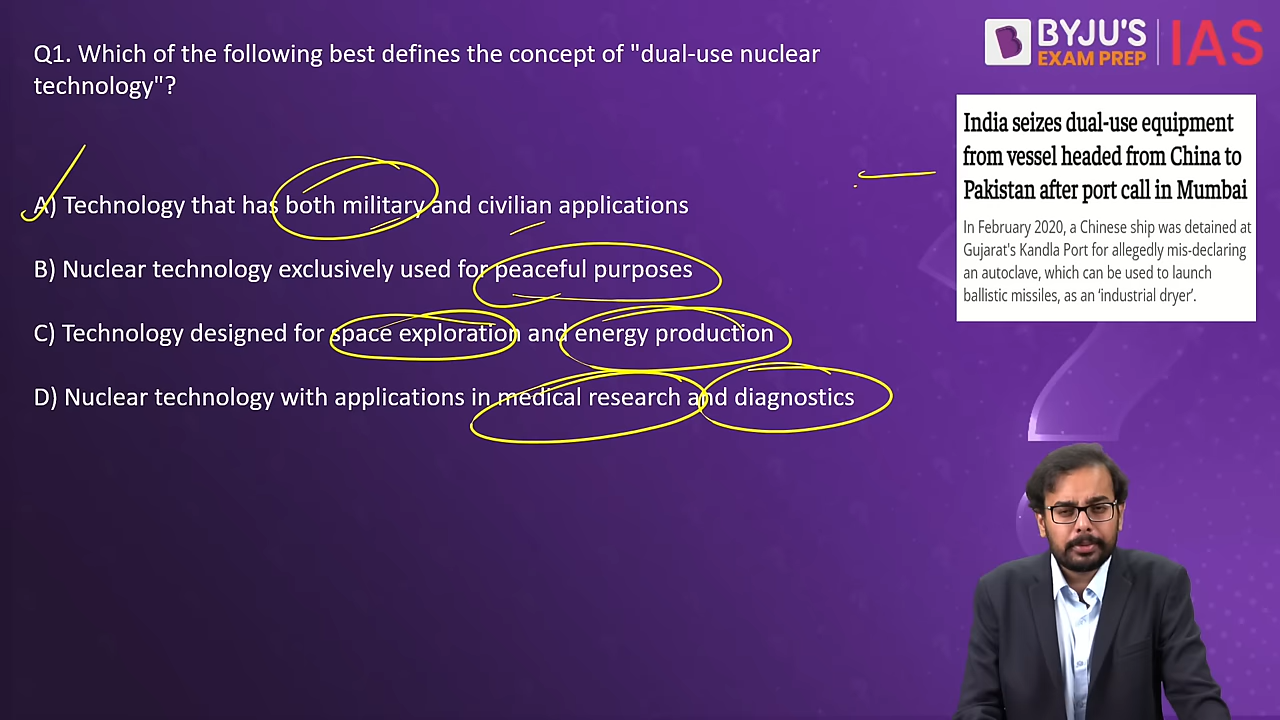 Q1. Which of the following best defines the concept of "dual-use nuclear
technology"?
BYJU'S
EXAM PREP
IAS
India seizes dual-use equipment
from vessel headed from China to
Pakistan after port call in Mumbai
In February 2020, a Chinese ship was detained at
Gujarat's Kandla Port for allegedly mis-declaring
an autoclave, which can be used to launch
ballistic missiles, as an ‘industrial dryer’.
A) Technology that has both military and civilian applications
B) Nuclear technology exclusively used for peaceful purposes
C) Technology designed for space exploration and energy production
D) Nuclear technology with applications in medical research and diagnostics